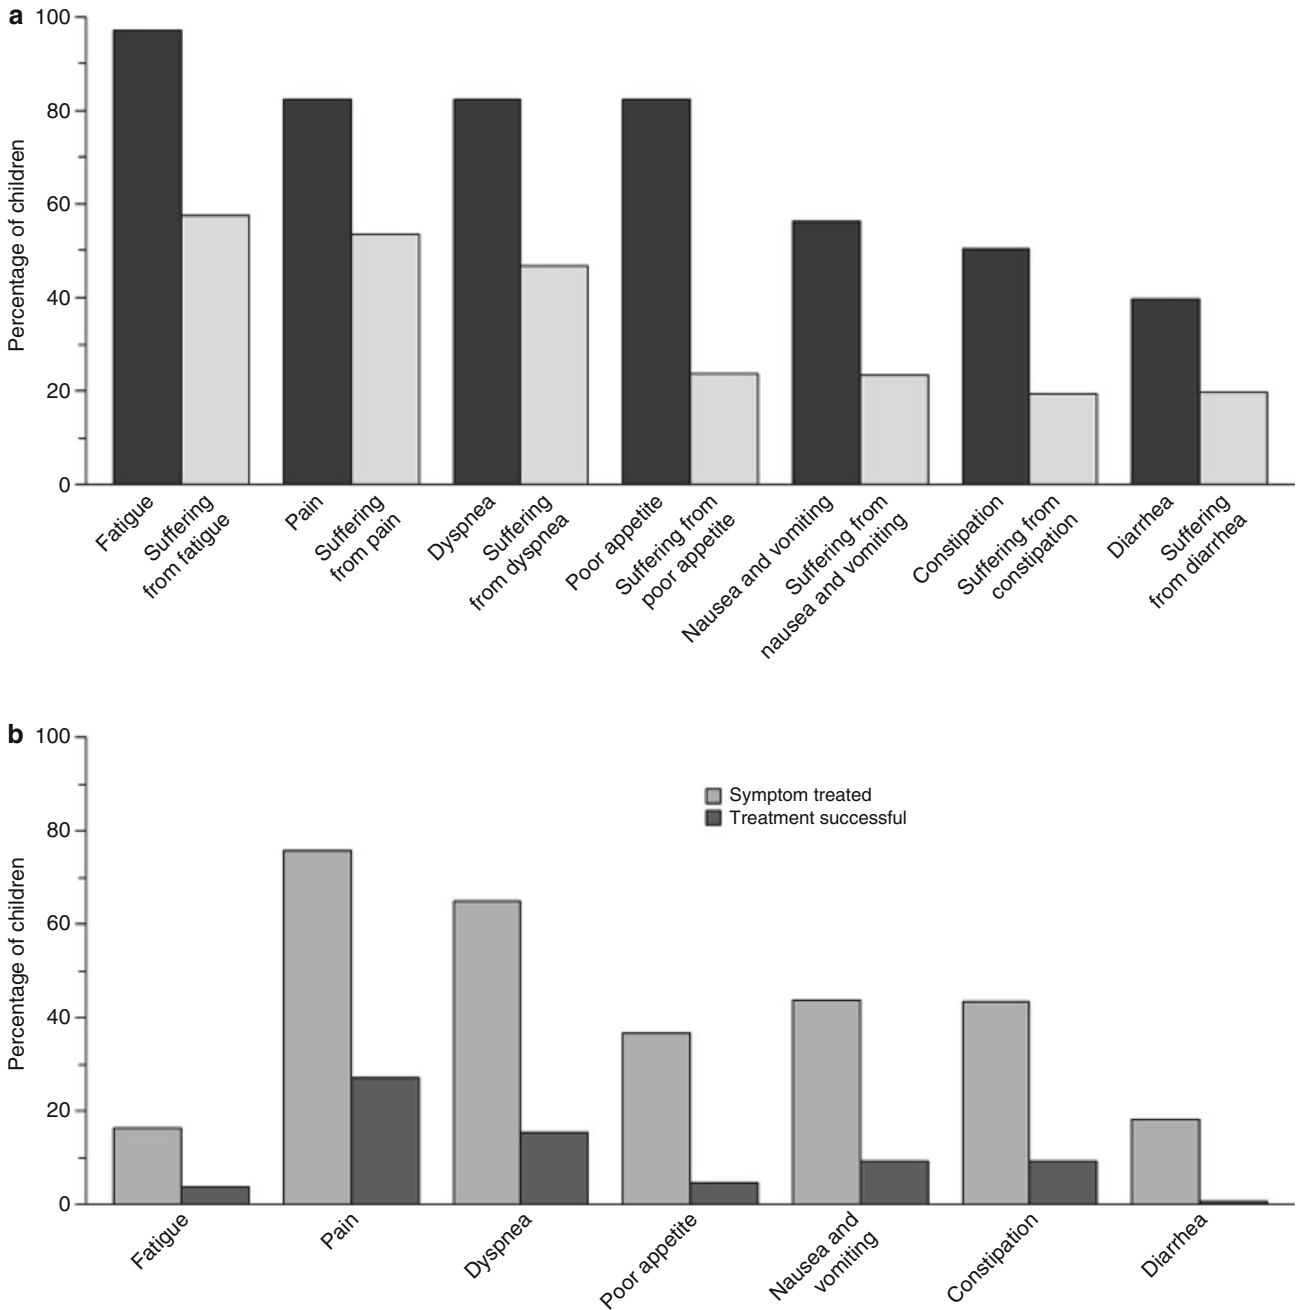 a
Percentage of children
100
80
60
40
20
0
Fatigue
Suffering
from fatigue
Pain
Suffering
from pain
Dyspnea
Suffering
from dyspnea
Poor appetite
Suffering from
poor appetite
Nausea and vomiting
Suffering from
nausea and vomiting
Constipation
Suffering from
constipation
Diarrhea
Suffering
from diarrhea
b
Percentage of children
100
80
60
40
20
0
Symptom treated
Treatment successful
Fatigue
Pain
Dyspnea
Poor appetite
Nausea and
vomiting
Constipation
Diarrhea